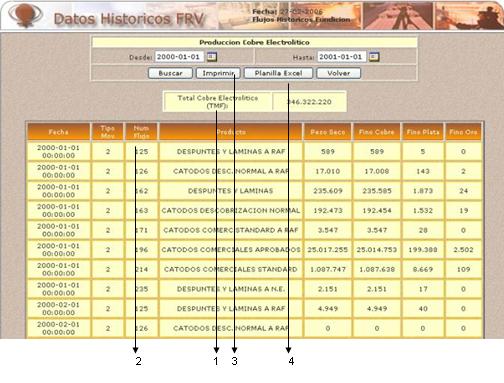 Datos Historicos FRV
Fecha: 27-02-2006
Flujos Historicos Fundicion
Produccion Cobre Electrolitico
Desde: 2000-01-01 Hasta: 2001-01-01
Buscar Imprimir Planilla Excel Volver
Total Cobre Electrolitico (TMF): 346.322.220
Fecha Tipo Mov Num Flujo Producto Peso Seco Fino Cobre Fino Plata Fino Oro
2000-01-01 00:00:00 2 125 DESPUNTES Y LAMINAS A RAF 589 589 5 0
2000-01-01 00:00:00 2 126 CATODOS DESC. NORMAL A RAF 17.010 17.008 143 2
2000-01-01 00:00:00 2 162 DESPUNTES Y LAMINAS 235.609 235.585 1.873 24
2000-01-01 00:00:00 2 163 CATODOS DESCOBRIZACION NORMAL 192.473 192.454 1.532 19
2000-01-01 00:00:00 2 171 CATODOS COMERC STANDARD A RAF 3.547 3.547 28 0
2000-01-01 00:00:00 2 196 CATODOS COMERCIALES APROBADOS 25.017.255 25.014.753 199.388 2.502
2000-01-01 00:00:00 2 214 CATODOS COMERCIALES STANDARD 1.087.747 1.087.638 8.669 109
2000-01-01 00:00:00 2 235 DESPUNTES Y LAMINAS A N.E. 2.151 2.151 17 0
2000-02-01 00:00:00 2 125 DESPUNTES Y LAMINAS A RAF 4.949 4.949 40 0
2000-02-01 00:00:00 2 126 CATODOS DESC. NORMAL A RAF 0 0 0 0
2 1 3 4